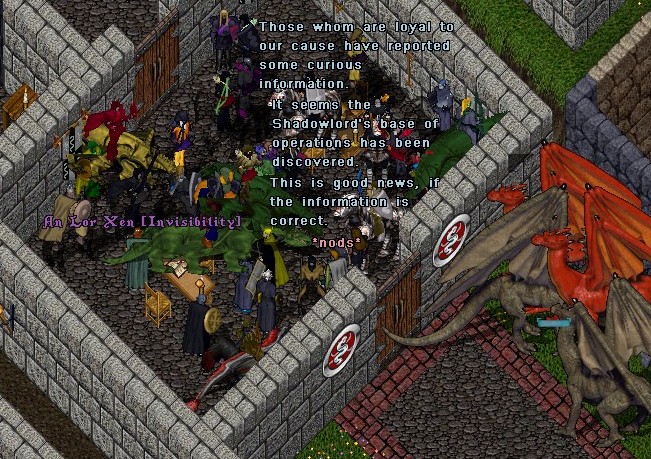 Those whom are loyal to
our cause have reported
some curious
information.
It seems the
Shadowlord's base of
operations has been
discovered.
This is good news, if
the information is
correct.
An Lor Xen [Invisibility]
*nods*